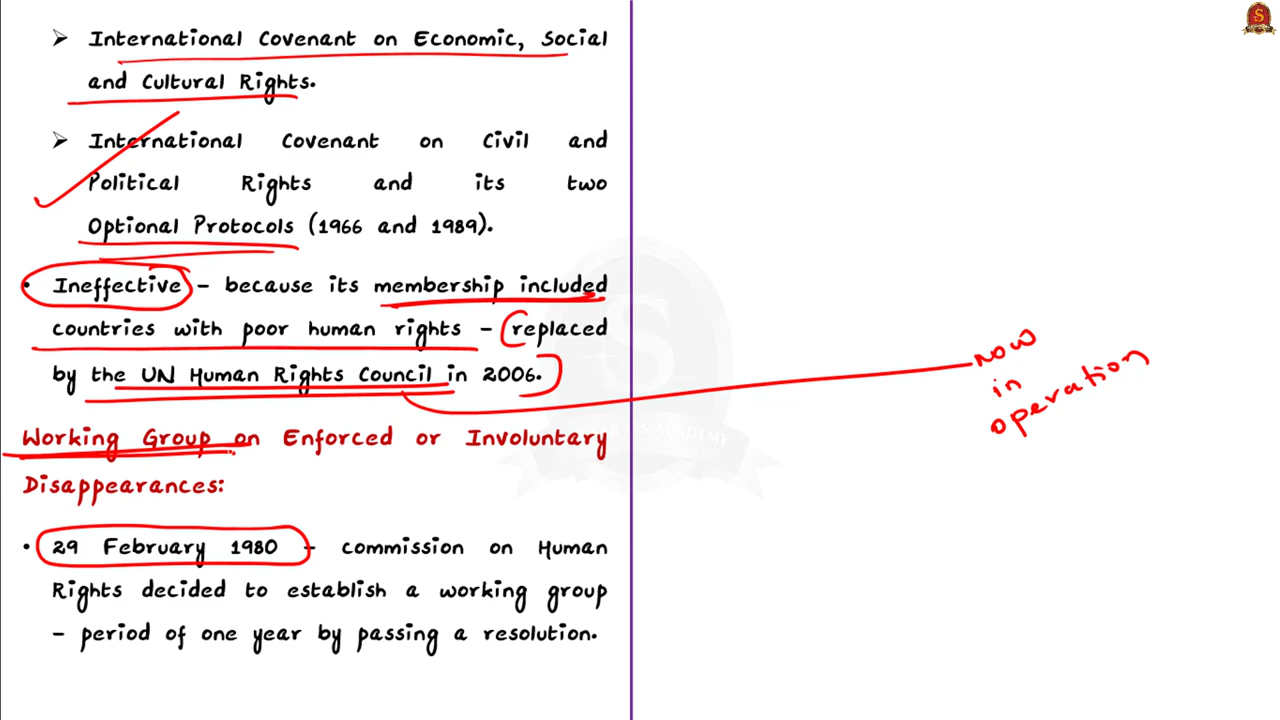 ➢ International Covenant on Economic, Social
and Cultural Rights.
➢ International Covenant on Civil and
Political Rights and its two
Optional Protocols (1966 and 1989).
• Ineffective – because its membership included
countries with poor human rights – replaced
by the UN Human Rights Council in 2006.
Now
in
operation
Working Group on Enforced or Involuntary
Disappearances:
• 29 February 1980 – commission on Human
Rights decided to establish a working group
– period of one year by passing a resolution.